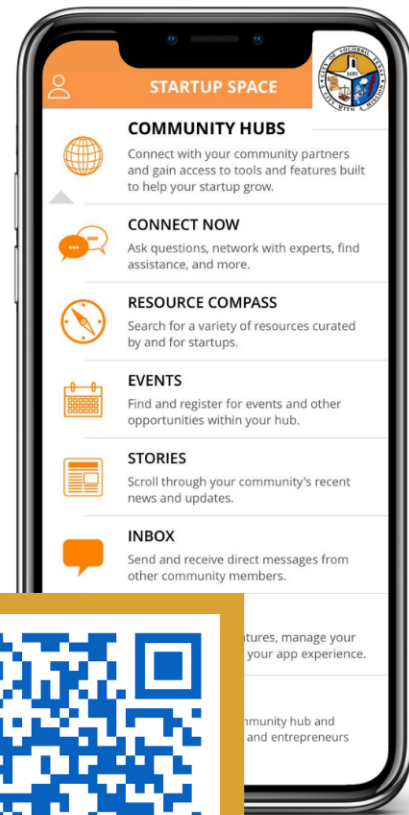 STARTUP SPACE
COMMUNITY HUBS
Connect with your community partners
and gain access to tools and features built
to help your startup grow.
CONNECT NOW
Ask questions, network with experts, find
assistance, and more.
RESOURCE COMPASS
Search for a variety of resources curated
by and for startups.
EVENTS
Find and register for events and other
opportunities within your hub.
STORIES
Scroll through your community's recent
news and updates.
INBOX
Send and receive direct messages from
other community members.
manage your
your app experience.
hub and
and entrepreneurs